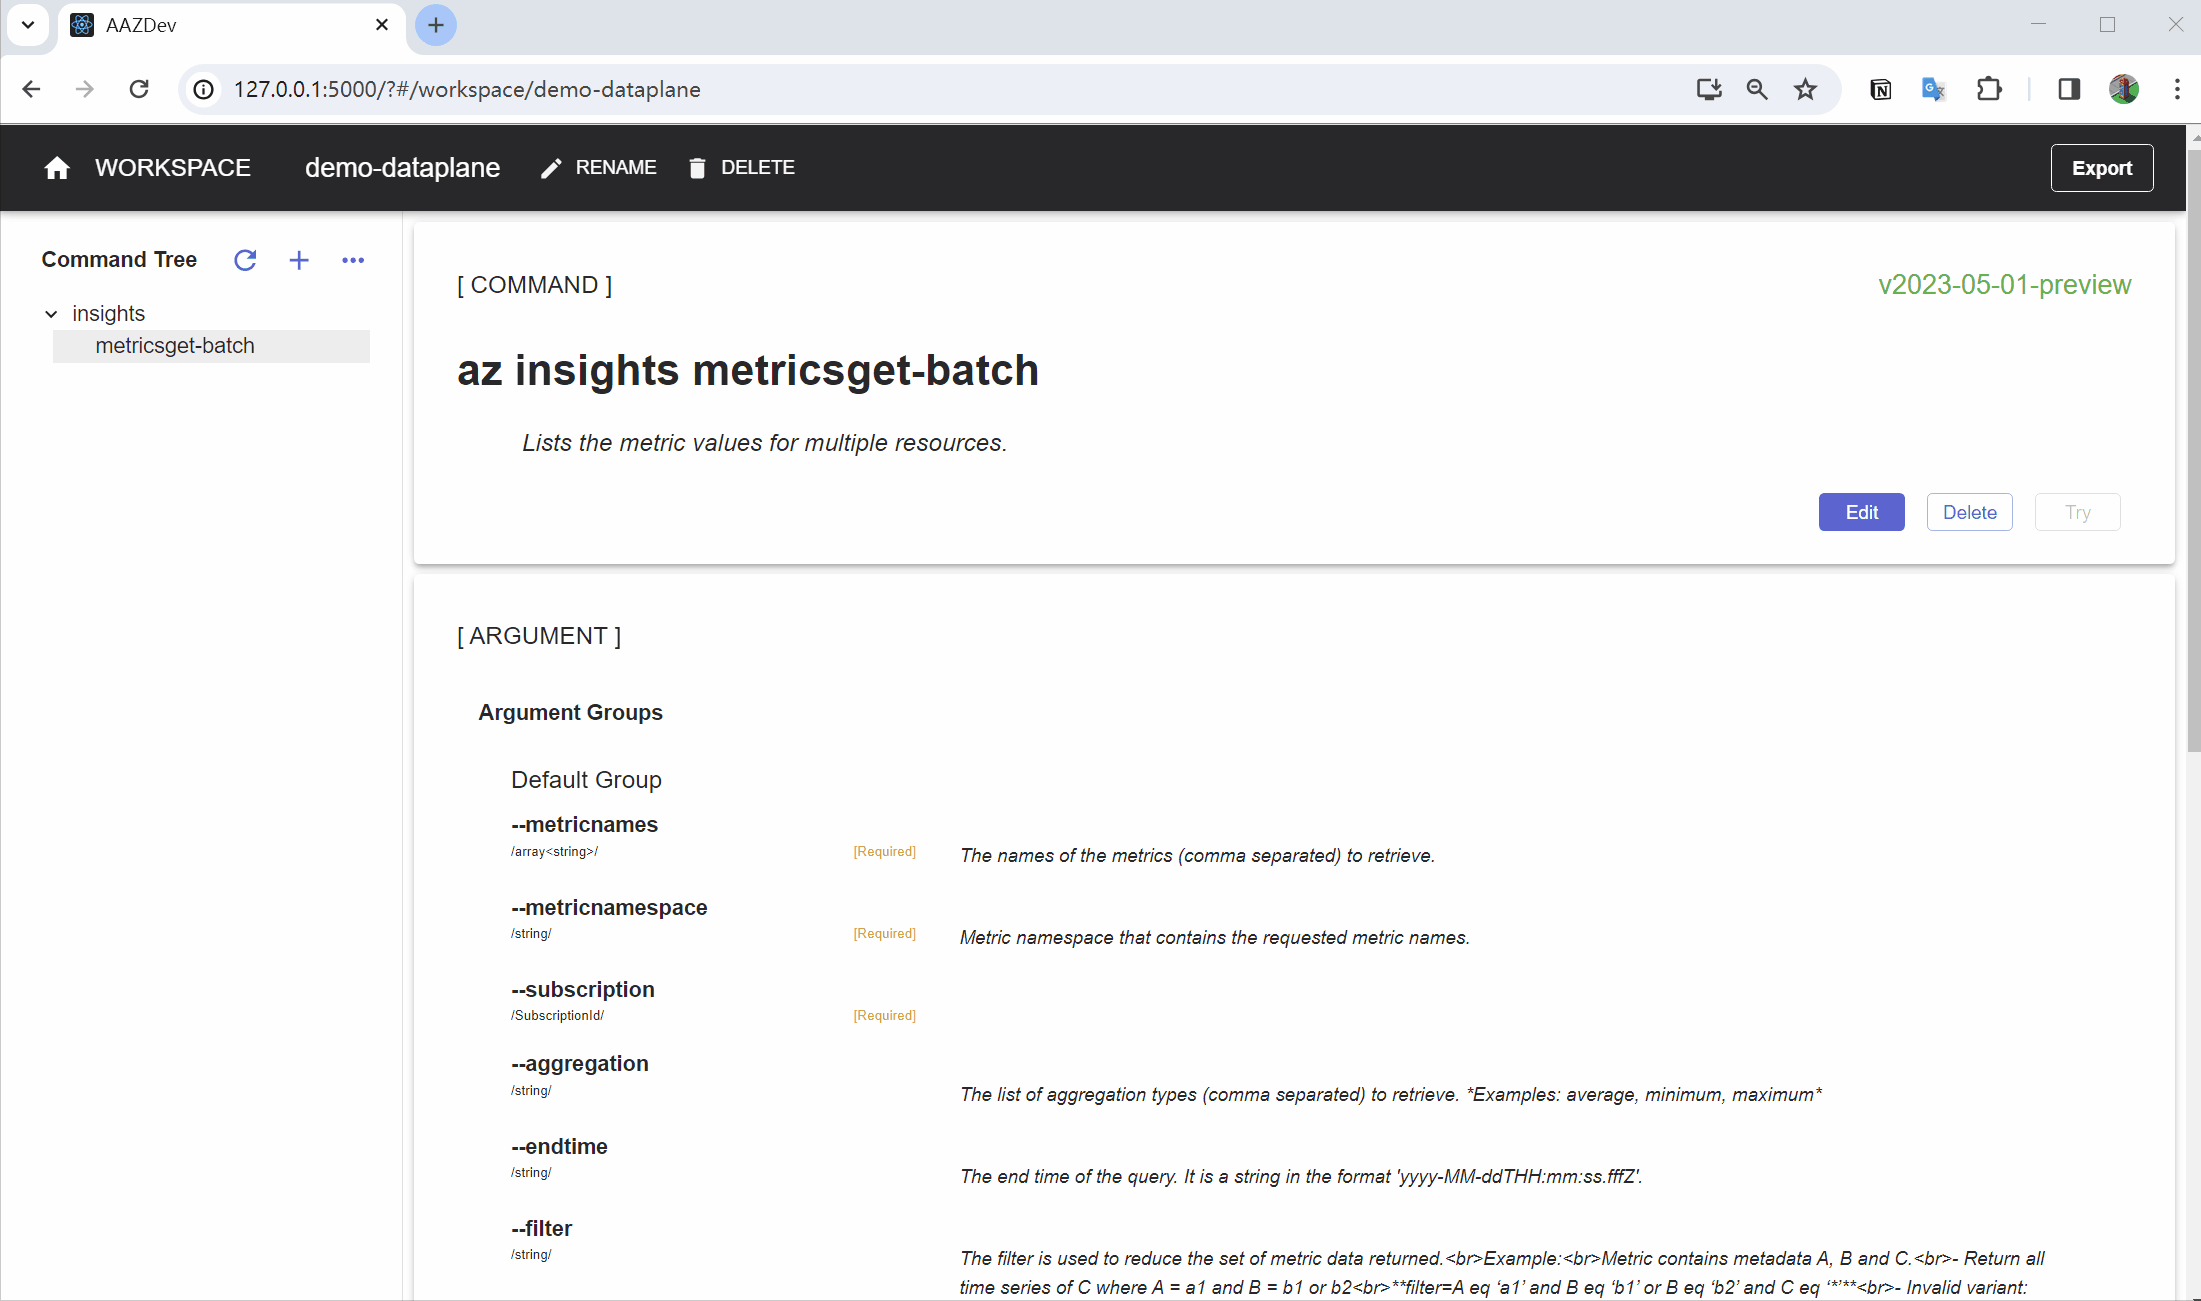 AAZDev
127.0.0.1:5000/?#/workspace/demo-dataplane
WORKSPACE demo-dataplane RENAME DELETE Export
Command Tree
insights
metricsget-batch
[ COMMAND ] v2023-05-01-preview
az insights metricsget-batch
Lists the metric values for multiple resources.
Edit Delete Try
[ ARGUMENT ]
Argument Groups
Default Group
--metricnames
/array<string>/ [Required] The names of the metrics (comma separated) to retrieve.
--metricnamespace
/string/ [Required] Metric namespace that contains the requested metric names.
--subscription
/SubscriptionId/ [Required]
--aggregation
/string/ The list of aggregation types (comma separated) to retrieve. *Examples: average, minimum, maximum*
--endtime
/string/ The end time of the query. It is a string in the format 'yyyy-MM-ddTHH:mm:ss.fffZ'.
--filter
/string/ The filter is used to reduce the set of metric data returned.<br>Example:<br>Metric contains metadata A, B and C.<br>- Return all
time series of C where A = a1 and B = b1 or b2<br>**filter=A eq ‘a1’ and B eq ‘b1’ or B eq ‘b2’ and C eq ‘*’**<br>- Invalid variant: